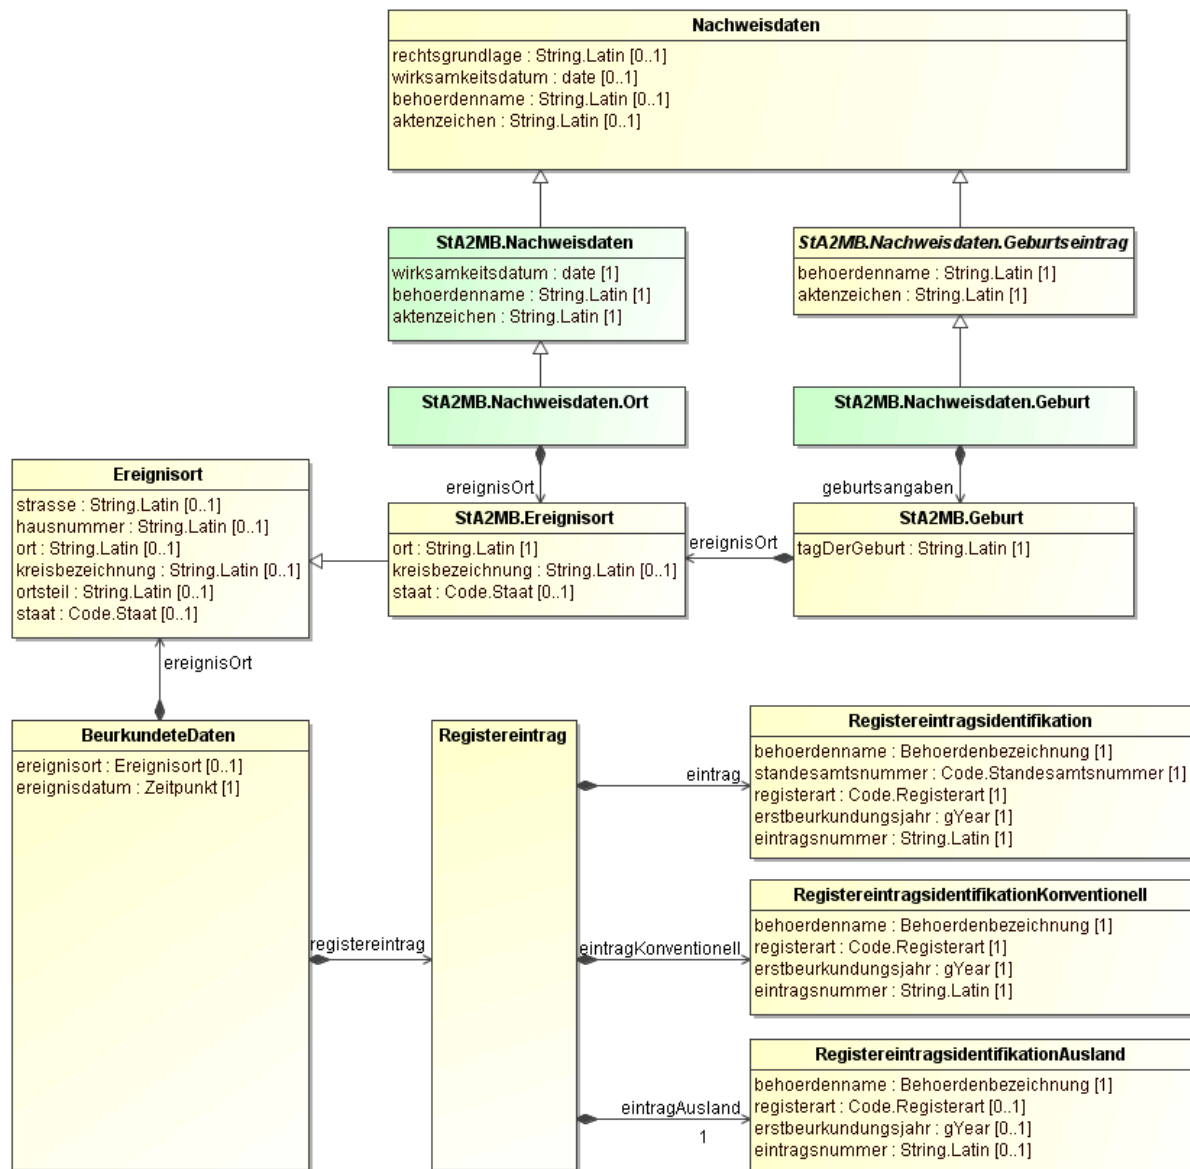 Nachweisdaten
rechtsgrundlage : String.Latin [0..1]
wirksamkeitsdatum : date [0..1]
behoerdenname : String.Latin [0..1]
aktenzeichen : String.Latin [0..1]
StA2MB.Nachweisdaten
wirksamkeitsdatum : date [1]
behoerdenname : String.Latin [1]
aktenzeichen : String.Latin [1]
StA2MB.Nachweisdaten.Geburtseintrag
behoerdenname : String.Latin [1]
aktenzeichen : String.Latin [1]
StA2MB.Nachweisdaten.Ort
StA2MB.Nachweisdaten.Geburt
ereignisOrt
geburtsangaben
Ereignisort
strasse : String.Latin [0..1]
hausnummer : String.Latin [0..1]
ort : String.Latin [0..1]
kreisbezeichnung : String.Latin [0..1]
ortsteil : String.Latin [0..1]
staat : Code.Staat [0..1]
StA2MB.Ereignisort
ort : String.Latin [1]
kreisbezeichnung : String.Latin [0..1]
staat : Code.Staat [0..1]
ereignisOrt
StA2MB.Geburt
tagDerGeburt : String.Latin [1]
ereignisOrt
BeurkundeteDaten
ereignisort : Ereignisort [0..1]
ereignisdatum : Zeitpunkt [1]
registereintrag
Registereintrag
eintrag
Registereintragsidentifikation
behoerdenname : Behoerdenbezeichnung [1]
standesamtsnummer : Code.Standesamtsnummer [1]
registerart : Code.Registerart [1]
erstbeurkundungsjahr : gYear [1]
eintragsnummer : String.Latin [1]
eintragKonventionell
RegistereintragsidentifikationKonventionell
behoerdenname : Behoerdenbezeichnung [1]
registerart : Code.Registerart [1]
erstbeurkundungsjahr : gYear [1]
eintragsnummer : String.Latin [1]
eintragAusland
1
RegistereintragsidentifikationAusland
behoerdenname : Behoerdenbezeichnung [1]
registerart : Code.Registerart [0..1]
erstbeurkundungsjahr : gYear [0..1]
eintragsnummer : String.Latin [0..1]